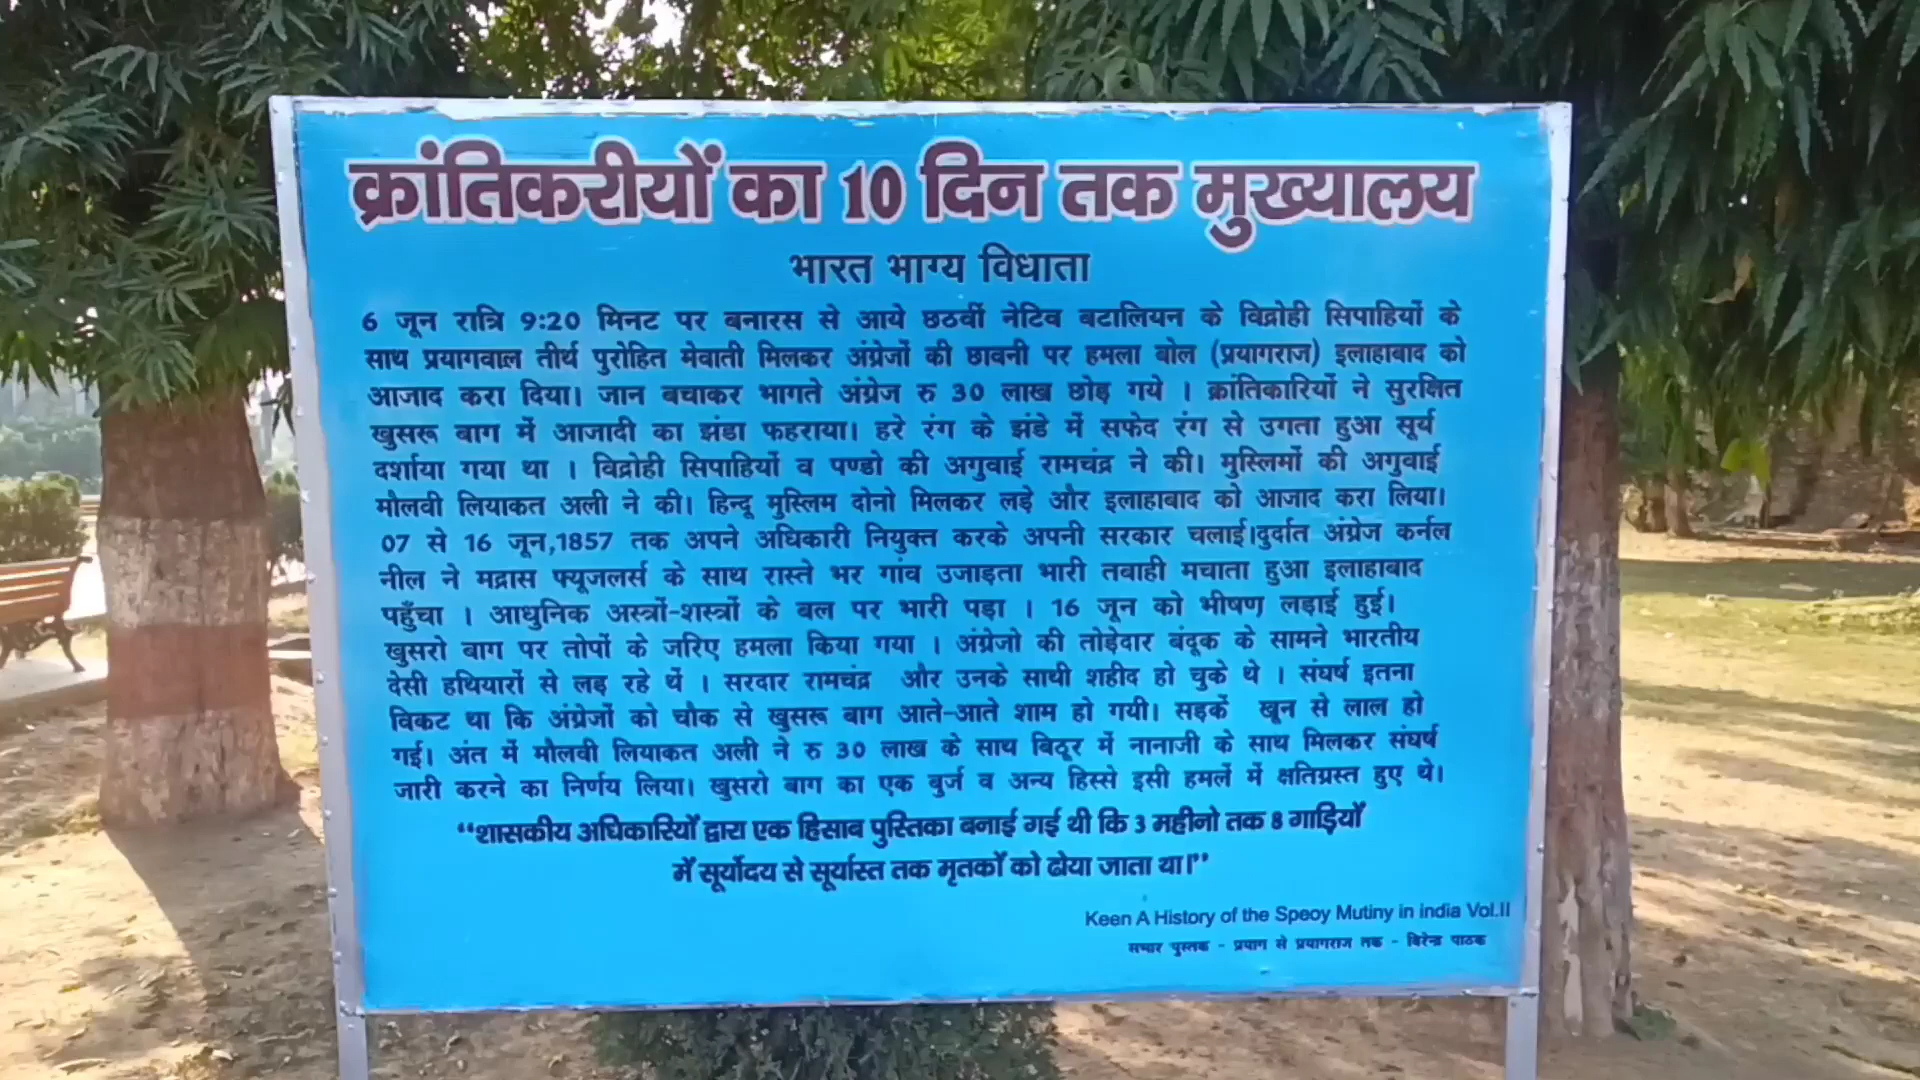 क्रांतिकरीयों का 10 दिन तक मुख्यालय
भारत भाग्य विधाता
6 जून रात्रि 9:20 मिनट पर बनारस से आये छठवीं नेटिव बटालियन के विद्रोही सिपाहियों के
साथ प्रयागवाल तीर्थ पुरोहित मेवाती मिलकर अंग्रेजों की छावनी पर हमला बोल (प्रयागराज) इलाहाबाद को
आजाद करा दिया। जान बचाकर भागते अंग्रेज रु 30 लाख छोड़ गये । क्रांतिकारियों ने सुरक्षित
खुसरू बाग में आजादी का झंडा फहराया। हरे रंग के झंडे में सफेद रंग से उगता हुआ सूर्य
दर्शाया गया था । विद्रोही सिपाहियों व पण्डो की अगुवाई रामचंद्र ने की। मुस्लिमों की अगुवाई
मौलवी लियाकत अली ने की। हिन्दू मुस्लिम दोनो मिलकर लड़े और इलाहाबाद को आजाद करा लिया।
07 से 16 जून,1857 तक अपने अधिकारी नियुक्त करके अपनी सरकार चलाई।दुर्दात अंग्रेज कर्नल
नील ने मद्रास फ्यूजलर्स के साथ रास्ते भर गांव उजाड़ता भारी तबाही मचाता हुआ इलाहाबाद
पहुँचा । आधुनिक अस्त्रों-शस्त्रों के बल पर भारी पड़ा । 16 जून को भीषण लड़ाई हुई।
खुसरो बाग पर तोपों के जरिए हमला किया गया । अंग्रेजो की तोड़ेदार बंदूक के सामने भारतीय
देसी हथियारों से लड़ रहे थें । सरदार रामचंद्र और उनके साथी शहीद हो चुके थे । संघर्ष इतना
विकट था कि अंग्रेजों को चौक से खुसरू बाग आते-आते शाम हो गयी। सड़कें खून से लाल हो
गई। अंत में मौलवी लियाकत अली ने रु 30 लाख के साथ बिठूर में नानाजी के साथ मिलकर संघर्ष
जारी करने का निर्णय लिया। खुसरो बाग का एक बुर्ज व अन्य हिस्से इसी हमलें में क्षतिग्रस्त हुए थे।
“शासकीय अधिकारियों द्वारा एक हिसाब पुस्तिका बनाई गई थी कि 3 महीनो तक 8 गाड़ियों
में सूर्योदय से सूर्यास्त तक मृतकों को ढोया जाता था।”
Keen A History of the Speoy Mutiny in india Vol.II
सभार पुस्तक - प्रयाग से प्रयागराज तक - विरेन्द्र पाठक